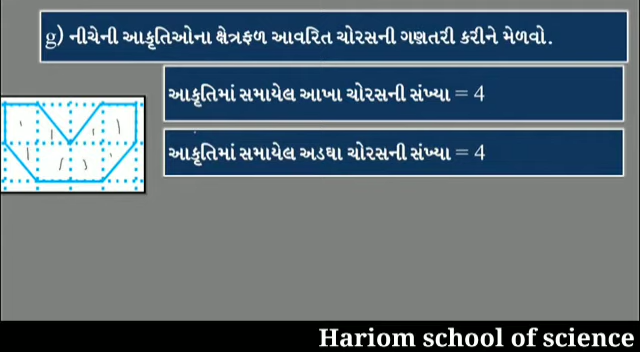 g) નીચેની આકૃતિઓના ક્ષેત્રફળ આવરિત ચોરસની ગણતરી કરીને મેળવો.
આકૃતિમાં સમાયેલ આખા ચોરસની સંખ્યા = 4
આકૃતિમાં સમાયેલ અડઘા ચોરસની સંખ્યા = 4
Hariom school of science